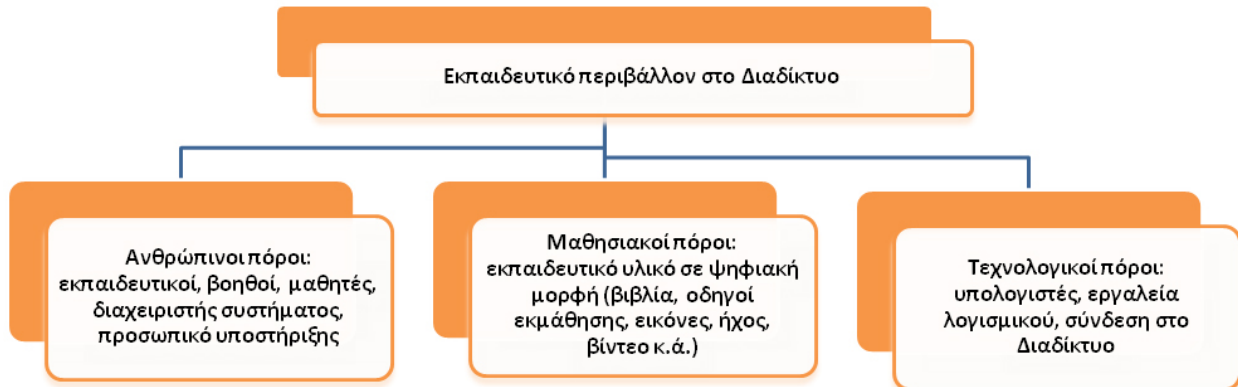 Εκπαιδευτικό περιβάλλον στο Διαδίκτυο
Ανθρώπινοι πόροι:
εκπαιδευτικοί, βοηθοί, μαθητές,
διαχειριστής συστήματος,
προσωπικό υποστήριξης
Μαθησιακοί πόροι:
εκπαιδευτικό υλικό σε ψηφιακή
μορφή (βιβλία, οδηγοί
εκμάθησης, εικόνες, ήχος,
βίντεο κ.ά.)
Τεχνολογικοί πόροι:
υπολογιστές, εργαλεία
λογισμικού, σύνδεση στο
Διαδίκτυο